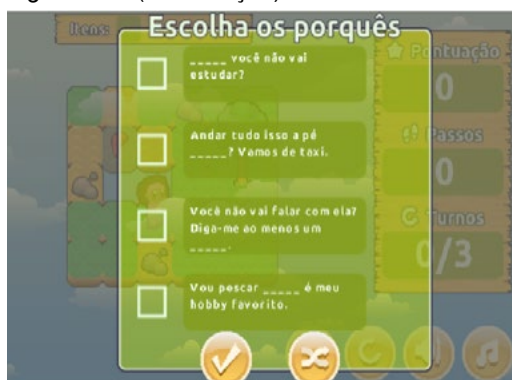 Escolha os porquês
Itens:
_____ você não vai
estudar?
Andar tudo isso a pé
_____? Vamos de taxi.
Você não vai falar com ela?
Diga-me ao menos um
_____.
Vou pescar _____ é meu
hobby favorito.
Pontuação
0
Passos
0
Turnos
0/3